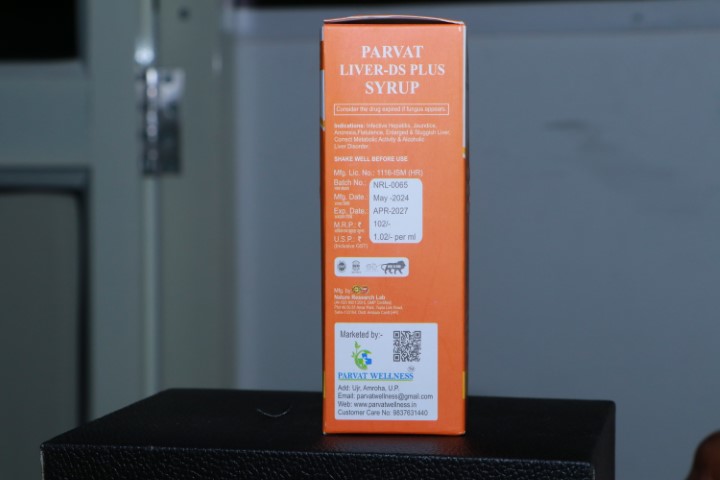 PARVAT
LIVER-DS PLUS
SYRUP
Consider the drug expired if fungus appears.
Indications: Infective Hepatitis, Jaundice,
Anorexia,Flatulence, Enlarged & Sluggish Liver,
Correct Metabolic Activity & Alcoholic
Liver Disorder.
SHAKE WELL BEFORE USE
Mfg. Lic. No.: 1116-ISM (HR)
Batch No.: NRL-0065
Mfg. Date May -2024
Exp. Date. APR-2027
M.R.P.: ₹ 102/-
U.S.P.: ₹ 1.02/- per ml
Mfg. by
Nature Research Lab
Marketed by:-
PARVAT WELLNESS
Add: Ujr, Amroha, U.P.
Email: parvatwellness@gmail.com
Web: www.parvatwellness.in
Customer Care No: 9837631440